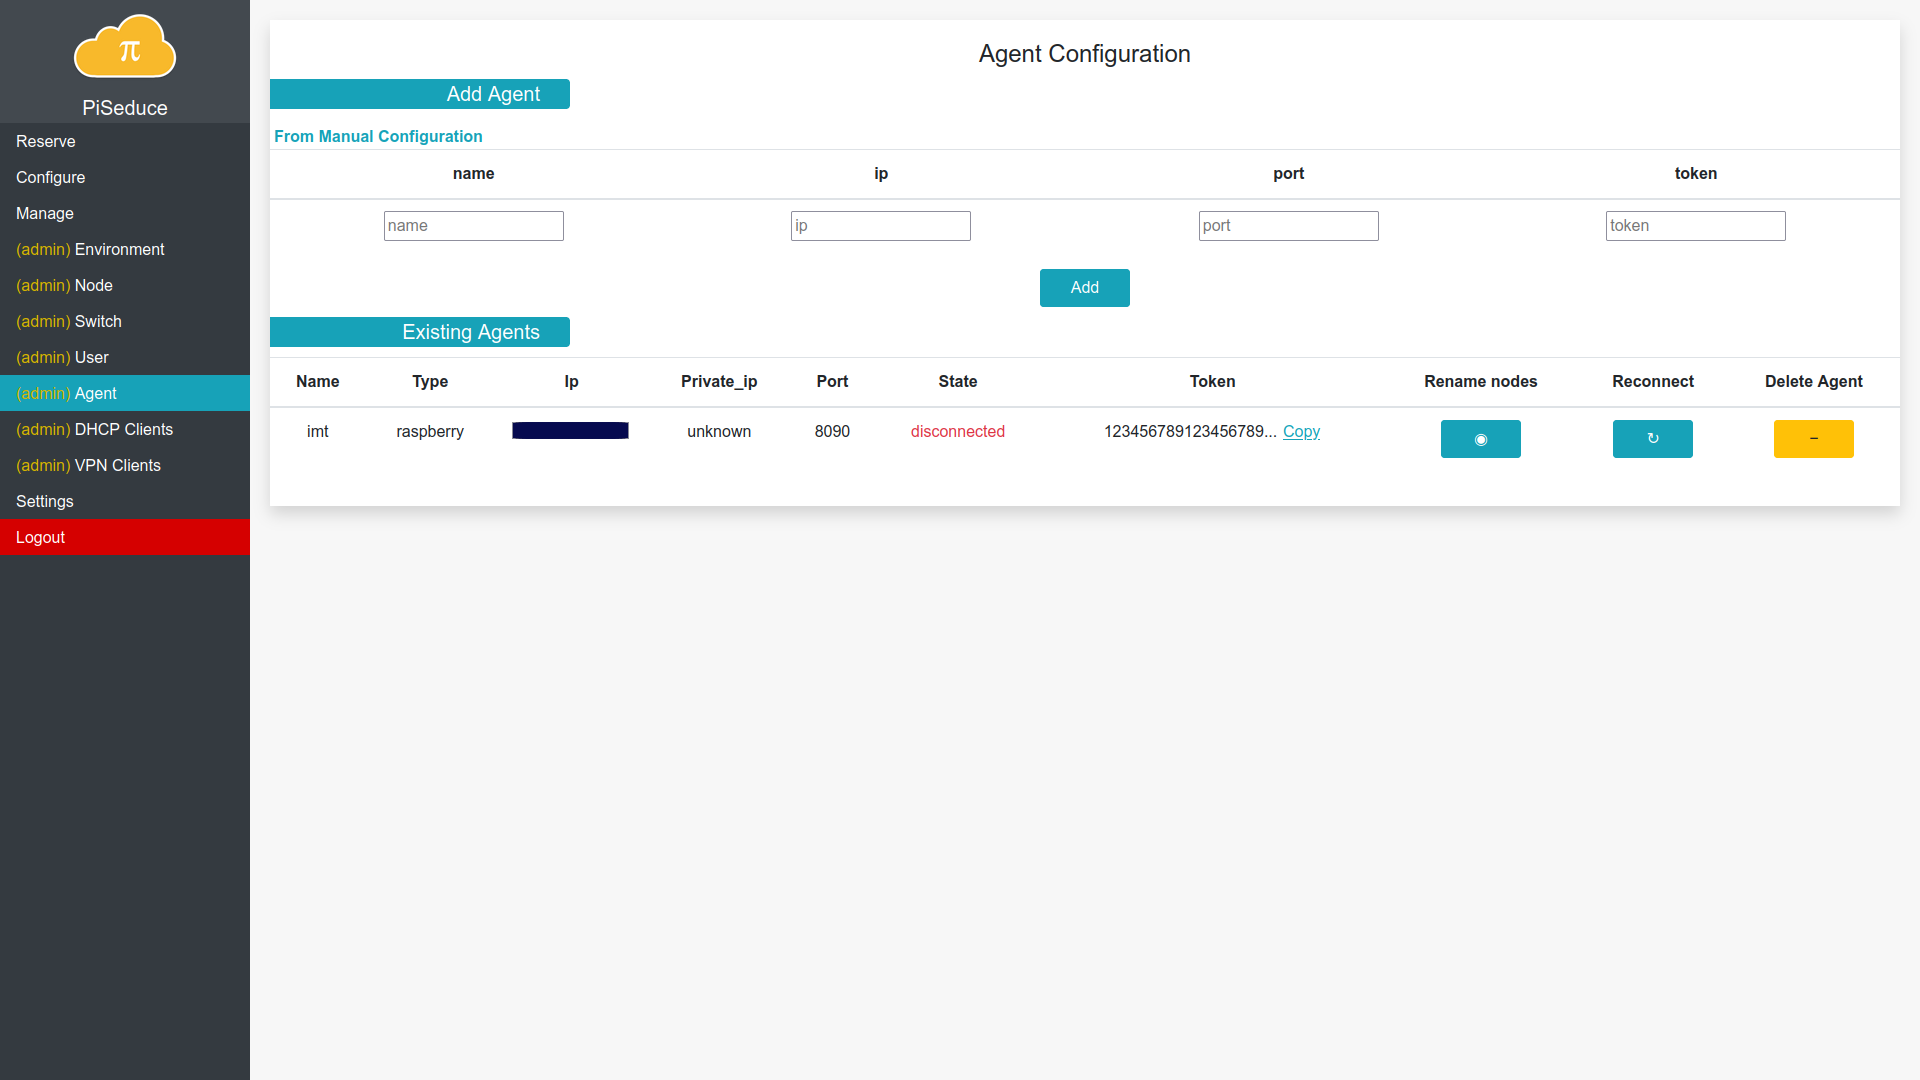 π
PiSeduce
Reserve
Configure
Manage
(admin) Environment
(admin) Node
(admin) Switch
(admin) User
(admin) Agent
(admin) DHCP Clients
(admin) VPN Clients
Settings
Logout
Agent Configuration
Add Agent
From Manual Configuration
name ip port token
name ip port token
Add
Existing Agents
Name Type Ip Private_ip Port State Token Rename nodes Reconnect Delete Agent
imt raspberry unknown 8090 disconnected 123456789123456789... Copy ◉ ↻ −